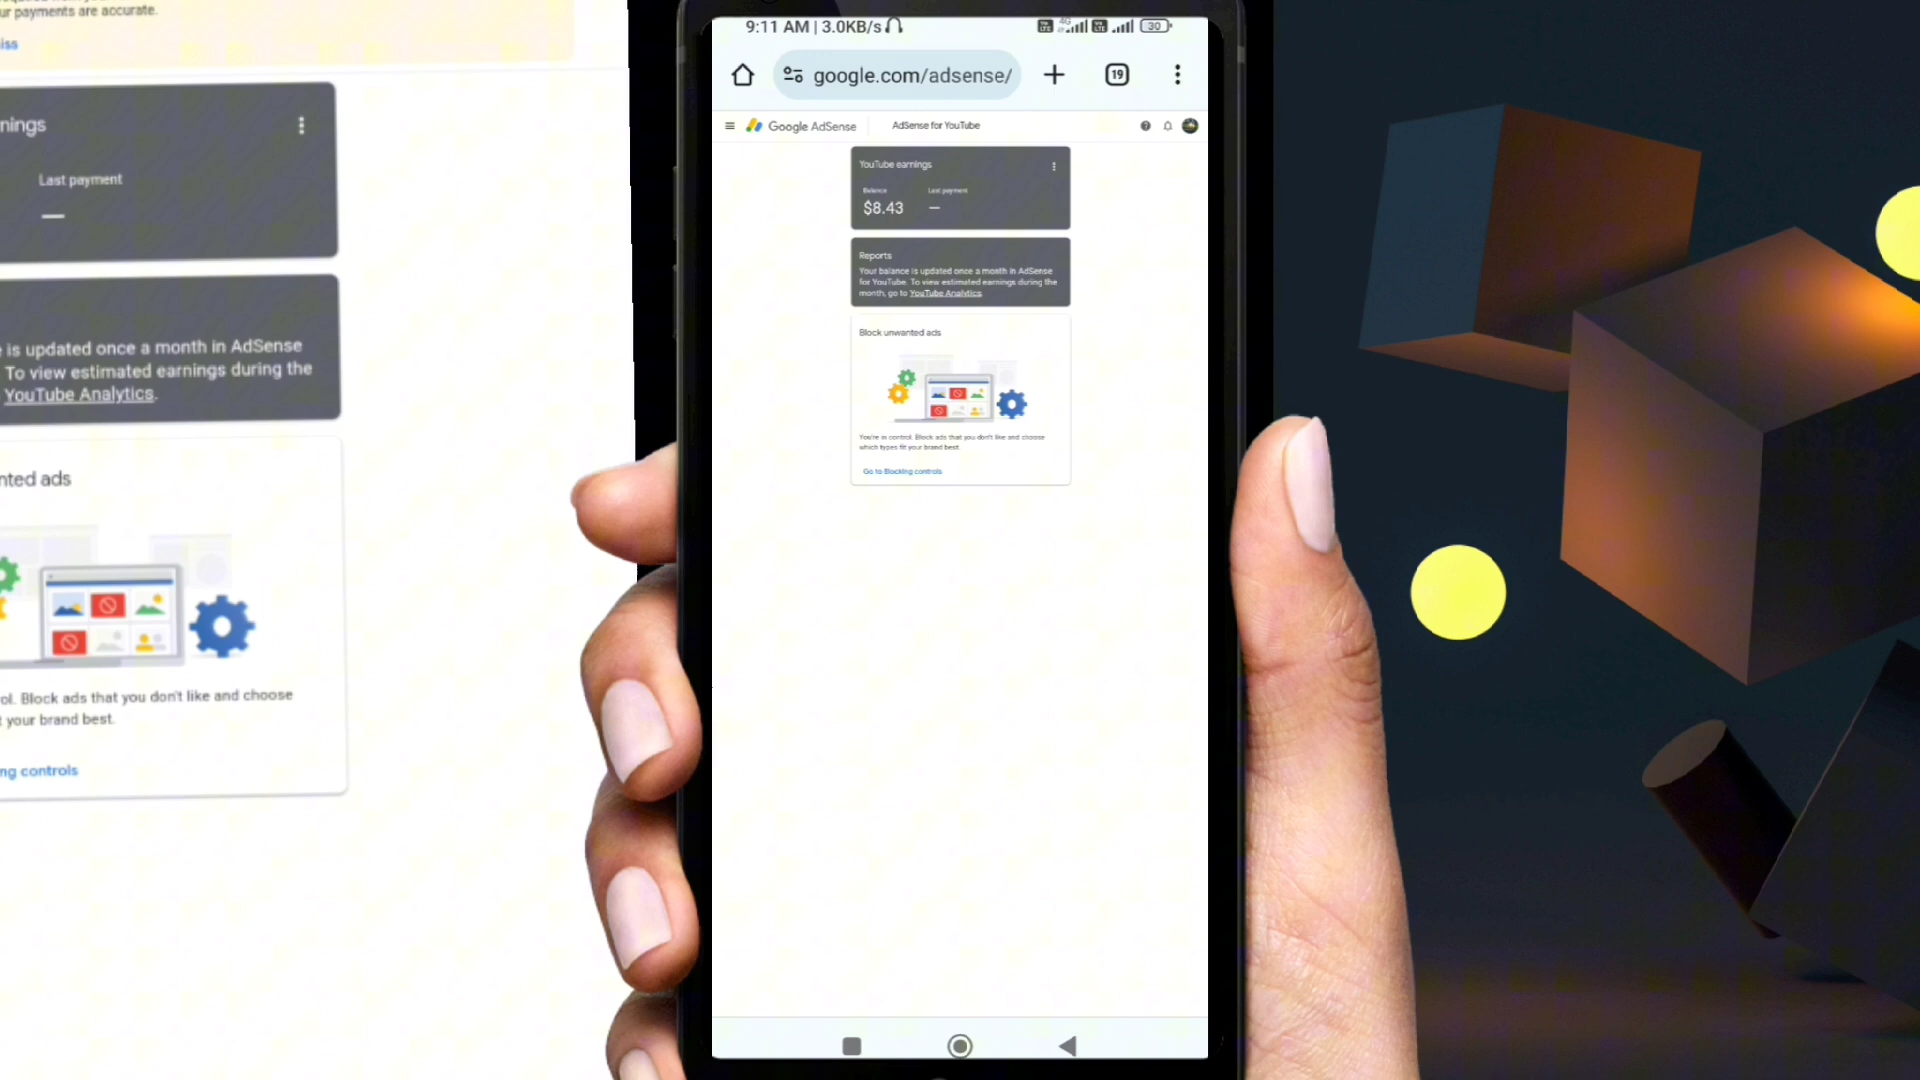 ur payments are accurate.
iss
nings
Last payment
—
e is updated once a month in AdSense
To view estimated earnings during the
YouTube Analytics.
nted ads
ol. Block ads that you don't like and choose
t your brand best.
ng controls
9:11 AM | 3.0KB/s
4G
30
google.com/adsense/
19
Google AdSense
AdSense for YouTube
YouTube earnings
Balance
Last payment
$8.43
—
Reports
Your balance is updated once a month in AdSense
for YouTube. To view estimated earnings during the
month, go to YouTube Analytics.
Block unwanted ads
You're in control. Block ads that you don't like and choose
which types fit your brand best.
Go to Blocking controls